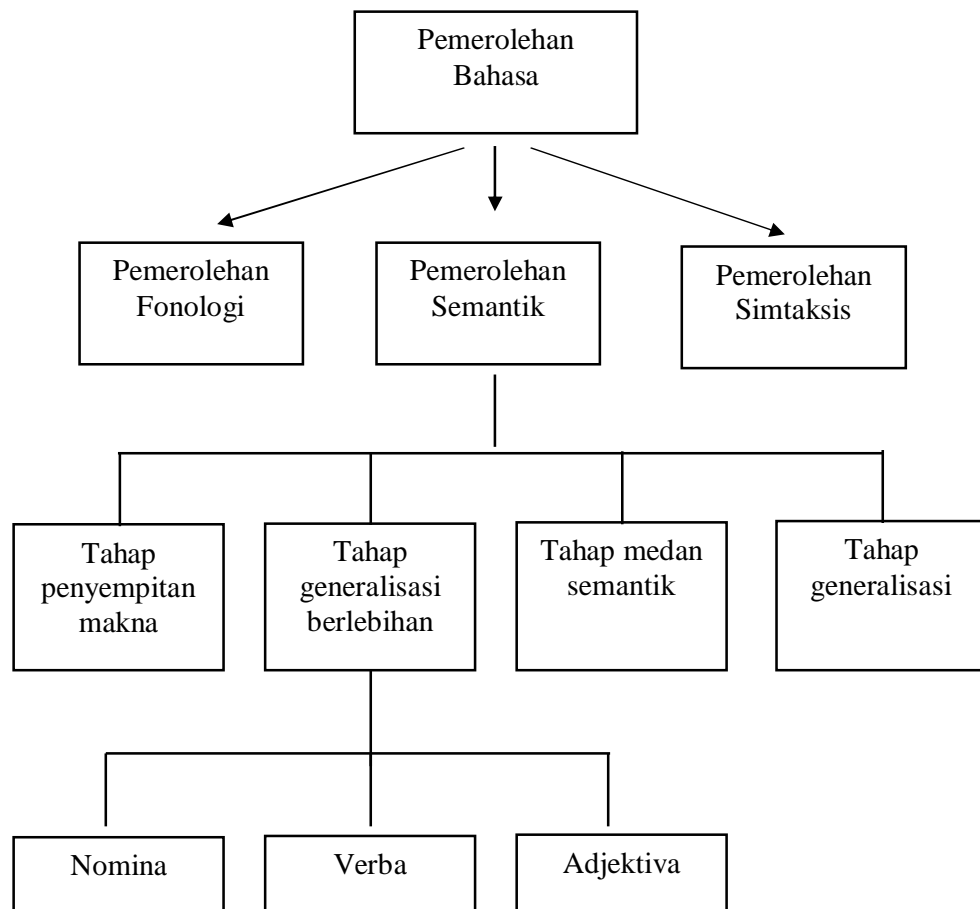 Pemerolehan
Bahasa
Pemerolehan
Fonologi
Pemerolehan
Semantik
Pemerolehan
Simtaksis
Tahap
penyempitan
makna
Tahap
generalisasi
berlebihan
Tahap medan
semantik
Tahap
generalisasi
Nomina
Verba
Adjektiva